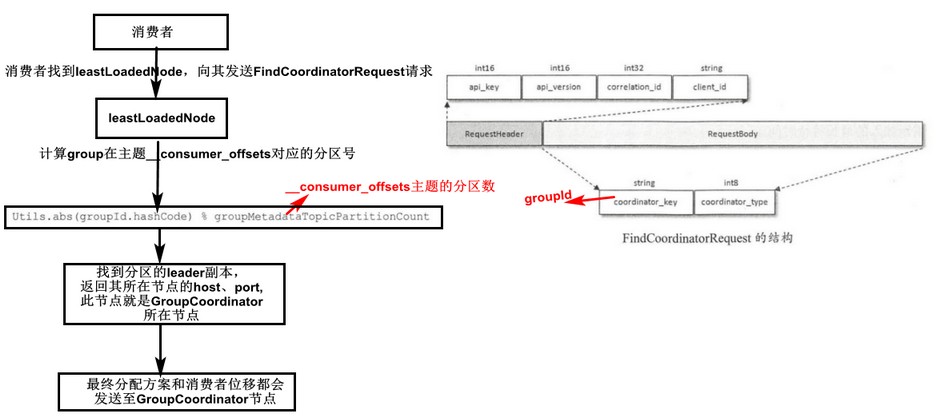 消费者
消费者找到leastLoadedNode，向其发送FindCoordinatorRequest请求
leastLoadedNode
计算group在主题__consumer_offsets对应的分区号
__consumer_offsets主题的分区数
Utils.abs(groupId.hashCode) % groupMetadataTopicPartitionCount
找到分区的leader副本，
返回其所在节点的host、port,
此节点就是GroupCoordinator
所在节点
最终分配方案和消费者位移都会
发送至GroupCoordinator节点
int16 int16 int32 string
api_key api_version correlation_id client_id
RequestHeader RequestBody
string int8
groupId
coordinator_key coordinator_type
FindCoordinatorRequest 的结构